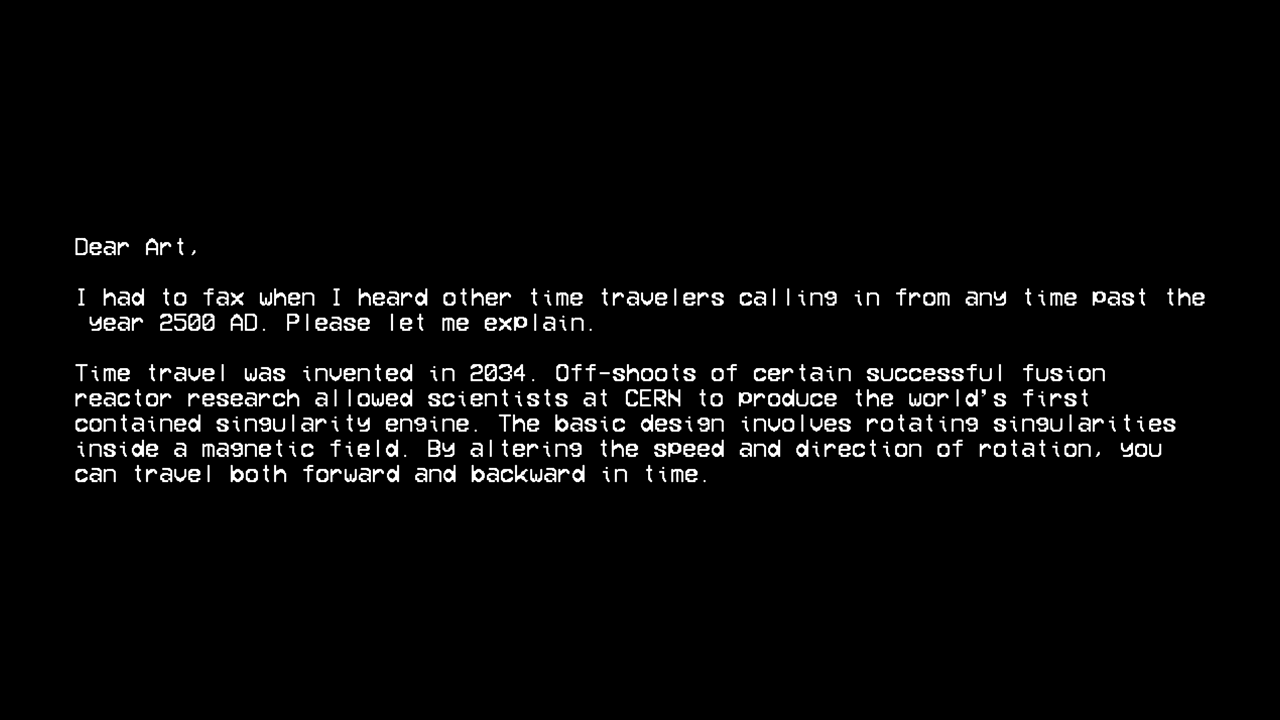 Dear Art,
I had to fax when I heard other time travelers calling in from any time past the
year 2500 AD. Please let me explain.
Time travel was invented in 2034. Off-shoots of certain successful fusion
reactor research allowed scientists at CERN to produce the world’s first
contained singularity engine. The basic design involves rotating singularities
inside a magnetic field. By altering the speed and direction of rotation, you
can travel both forward and backward in time.